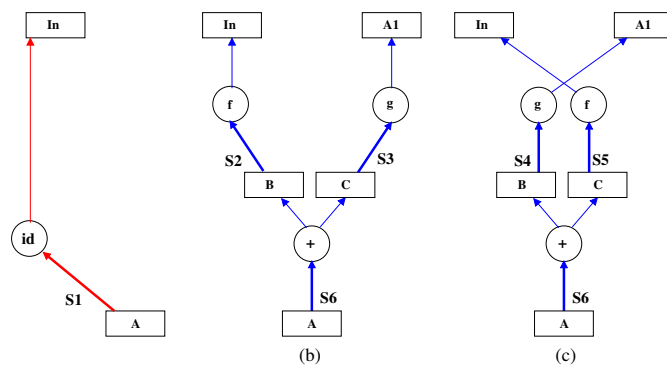 In
In
A1
In
A1
f
g
g
f
S2
S3
S4
S5
B
C
B
C
id
+
+
S1
S6
S6
A
A
A
(b)
(c)